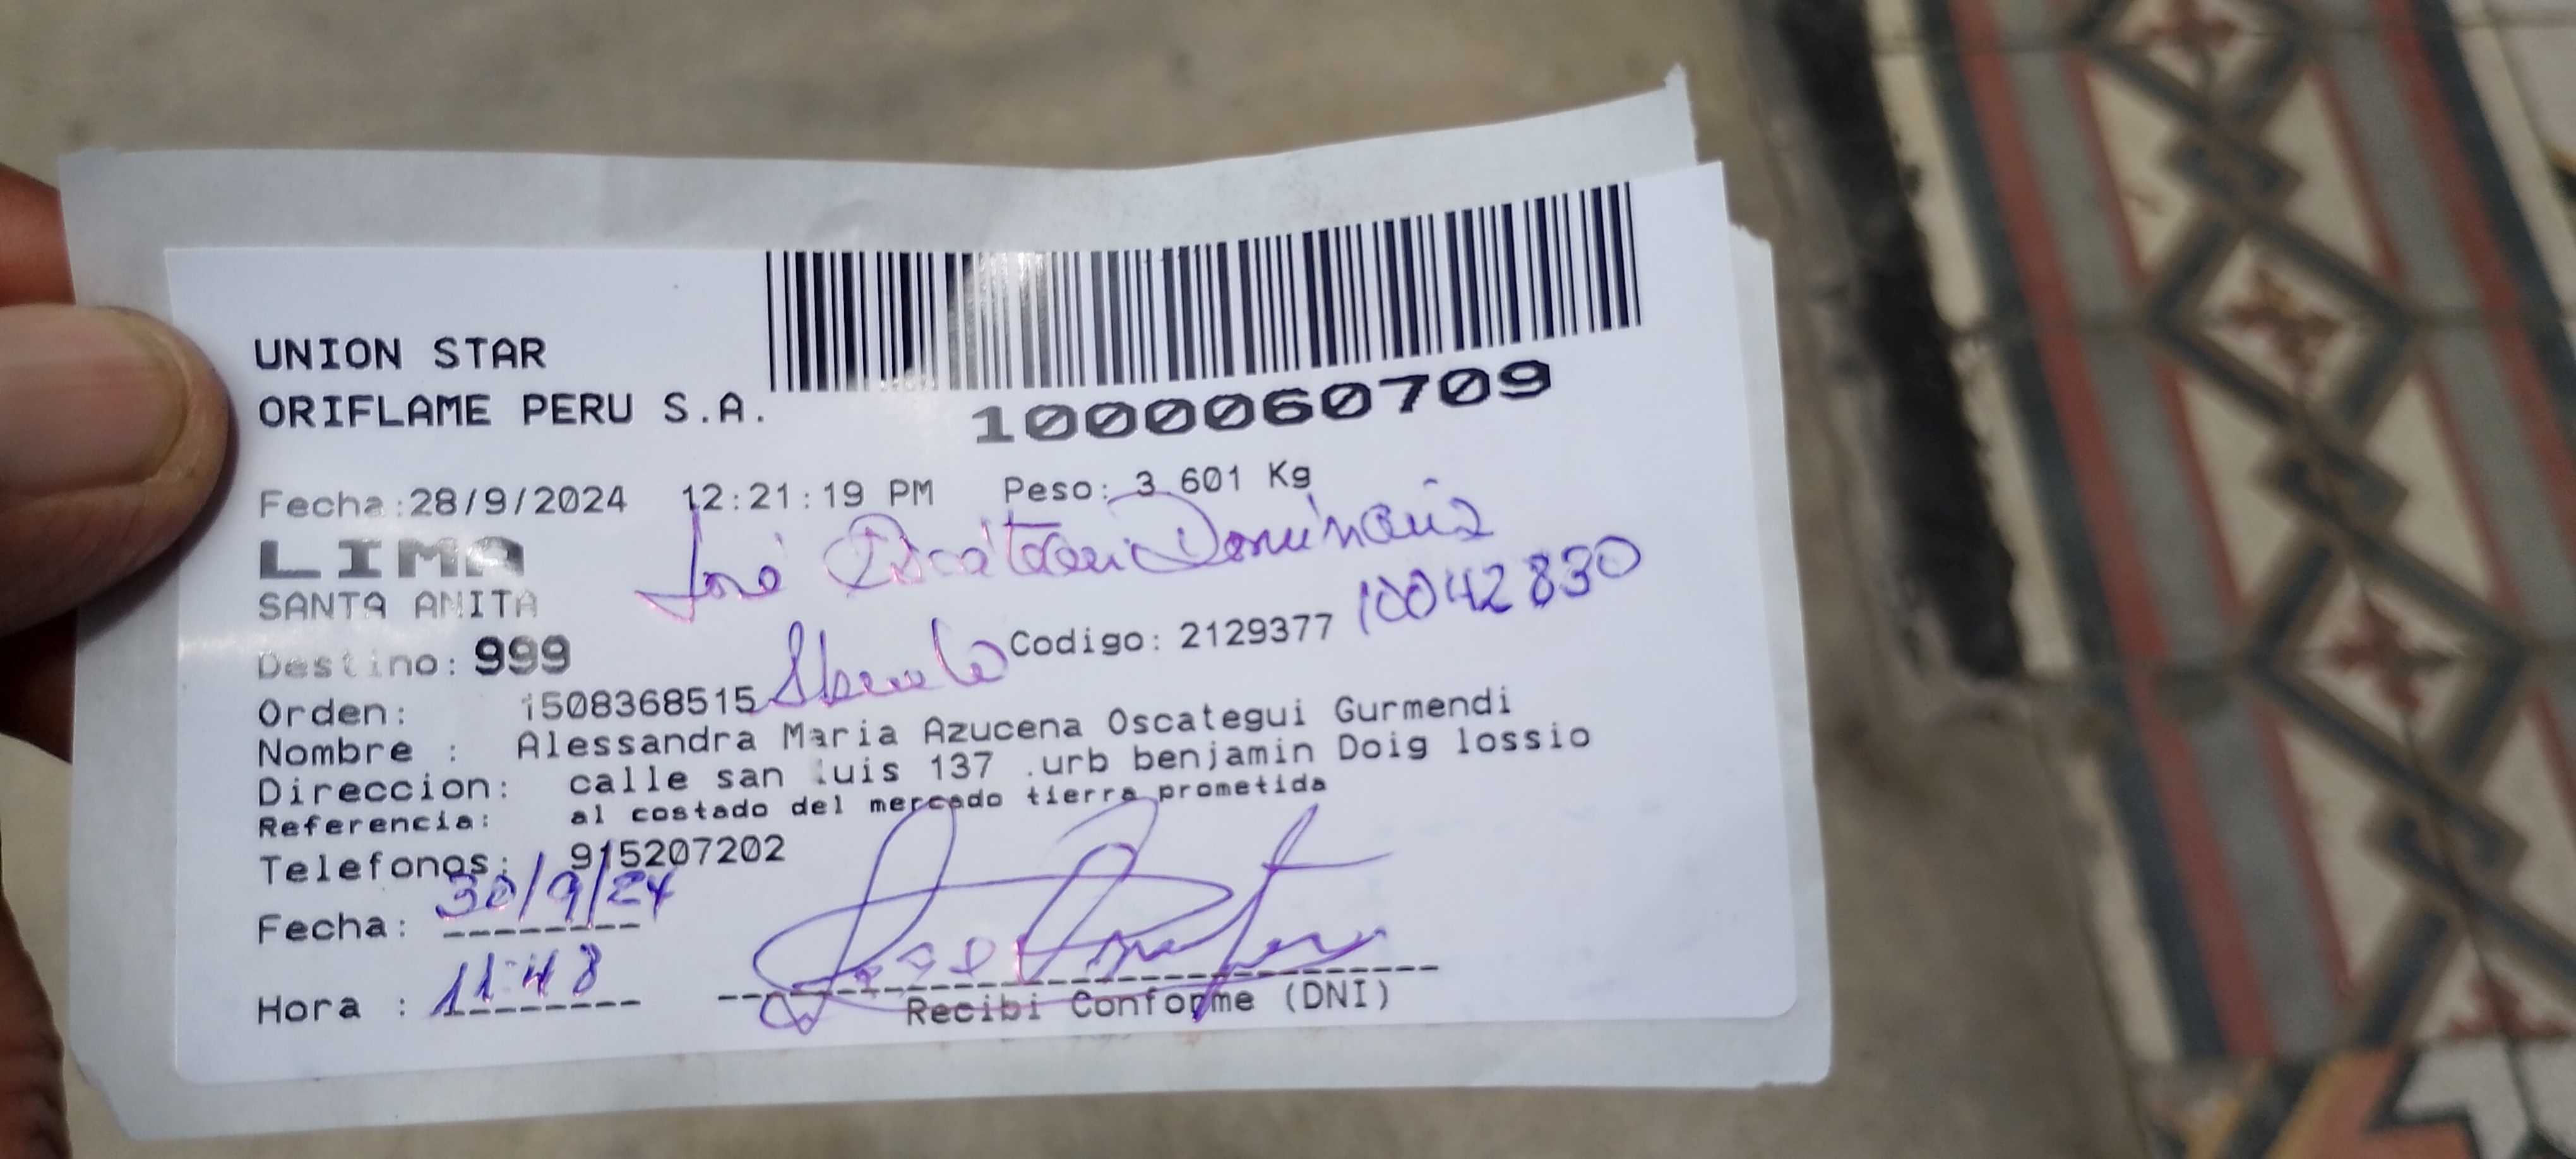 UNION STAR
ORIFLAME PERU S.A.
1000060709
Fecha:28/9/2024 12:21:19 PM Peso: 3 601 Kg
LIMA
José
SANTA ANITA
10042830
Destino: 999 Codigo: 2129377
Orden: 1508368515
Nombre : Alessandra Maria Azucena Oscategui Gurmendi
Direccion: calle san luis 137 .urb benjamin Doig lossio
Referencia: al costado del mercado tierra prometida
Telefonos: 915207202
Fecha: 30/9/24
Hora : 11:48
Recibi Conforme (DNI)